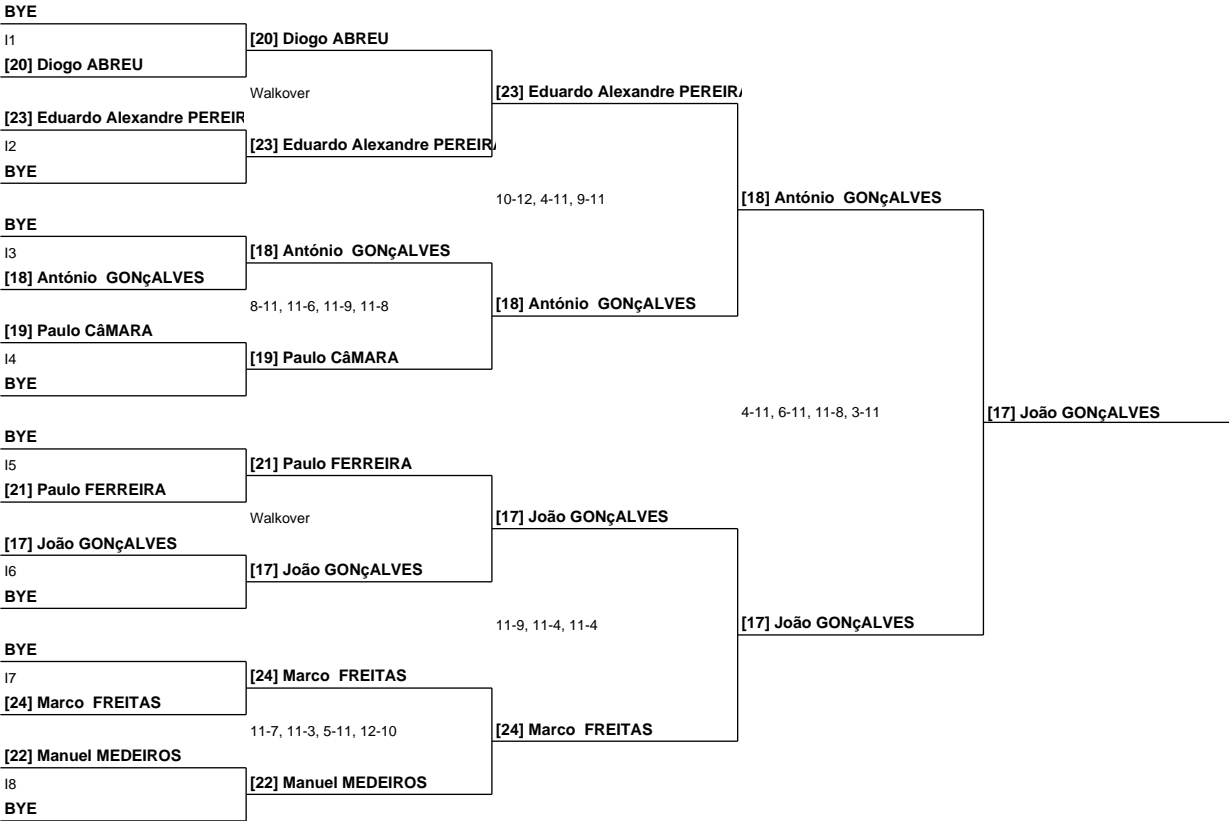 BYE
I1
[20] Diogo ABREU
[20] Diogo ABREU
Walkover
[23] Eduardo Alexandre PEREIRA
[23] Eduardo Alexandre PEREIR
I2
[23] Eduardo Alexandre PEREIRA
BYE
10-12, 4-11, 9-11
[18] António GONçALVES
BYE
I3
[18] António GONçALVES
[18] António GONçALVES
8-11, 11-6, 11-9, 11-8
[18] António GONçALVES
[19] Paulo CâMARA
I4
[19] Paulo CâMARA
BYE
4-11, 6-11, 11-8, 3-11
[17] João GONçALVES
BYE
I5
[21] Paulo FERREIRA
[21] Paulo FERREIRA
Walkover
[17] João GONçALVES
[17] João GONçALVES
I6
[17] João GONçALVES
BYE
11-9, 11-4, 11-4
[17] João GONçALVES
BYE
I7
[24] Marco FREITAS
[24] Marco FREITAS
11-7, 11-3, 5-11, 12-10
[24] Marco FREITAS
[22] Manuel MEDEIROS
I8
[22] Manuel MEDEIROS
BYE